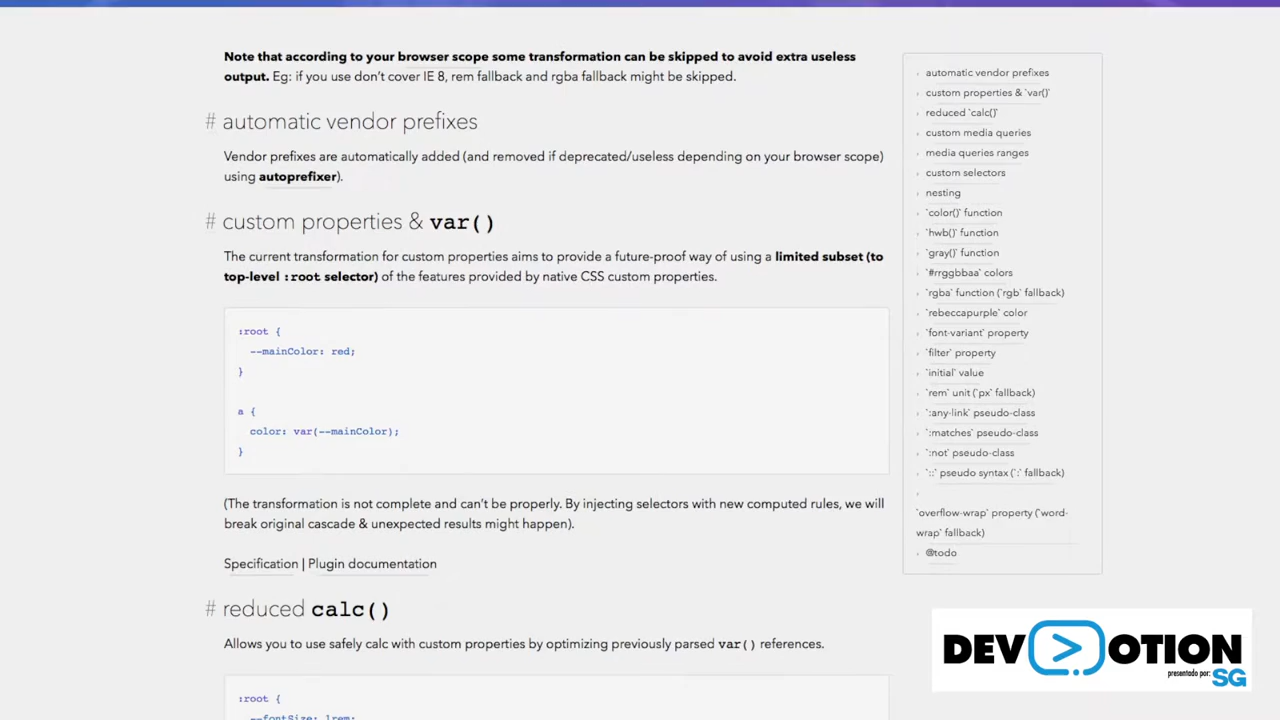 Note that according to your browser scope some transformation can be skipped to avoid extra useless
output. Eg: if you use don't cover IE 8, rem fallback and rgba fallback might be skipped.
# automatic vendor prefixes
Vendor prefixes are automatically added (and removed if deprecated/useless depending on your browser scope)
using autoprefixer).
# custom properties & var()
The current transformation for custom properties aims to provide a future-proof way of using a limited subset (to
top-level :root selector) of the features provided by native CSS custom properties.
:root {
--mainColor: red;
}
a {
color: var(--mainColor);
}
(The transformation is not complete and can't be properly. By injecting selectors with new computed rules, we will
break original cascade & unexpected results might happen).
Specification | Plugin documentation
# reduced calc()
Allows you to use safely calc with custom properties by optimizing previously parsed var() references.
:root {
--fontSize: 1rem;
automatic vendor prefixes
custom properties & `var()`
reduced `calc()`
custom media queries
media queries ranges
custom selectors
nesting
`color()` function
`hwb()` function
`gray()` function
`#rrggbbaa` colors
`rgba` function (`rgb` fallback)
`rebeccapurple` color
`font-variant` property
`filter` property
`initial` value
`rem` unit (`px` fallback)
`:any-link` pseudo-class
`:matches` pseudo-class
`:not` pseudo-class
`::` pseudo syntax (`:` fallback)
`overflow-wrap` property (`word-
wrap` fallback)
@todo
DEV > OTION
presentado por: SG